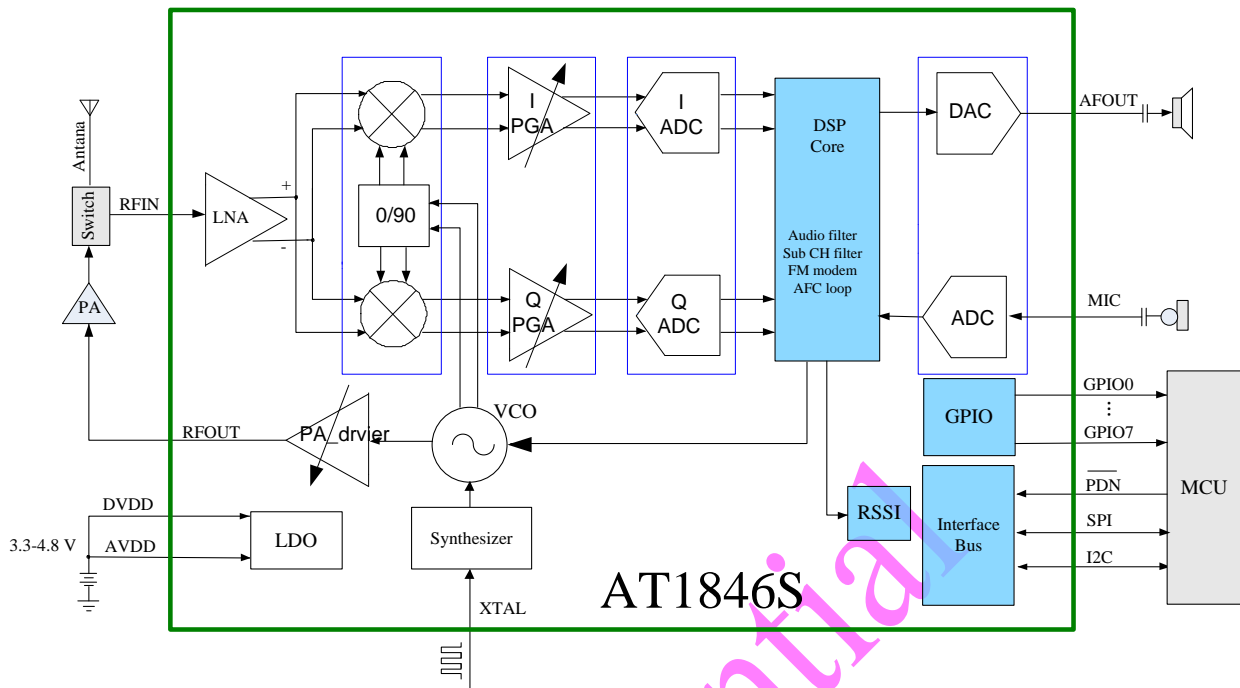 Antana
Switch
RFIN
PA
LNA
+
-
0/90
I
PGA
I
ADC
Q
PGA
Q
ADC
DSP
Core
Audio filter
Sub CH filter
FM modem
AFC loop
DAC
AFOUT
ADC
MIC
RFOUT
PA_drvier
VCO
GPIO
GPIO0
⋮
GPIO7
PDN
SPI
I2C
MCU
RSSI
Interface
Bus
DVDD
3.3-4.8 V
AVDD
LDO
Synthesizer
XTAL
AT1846S